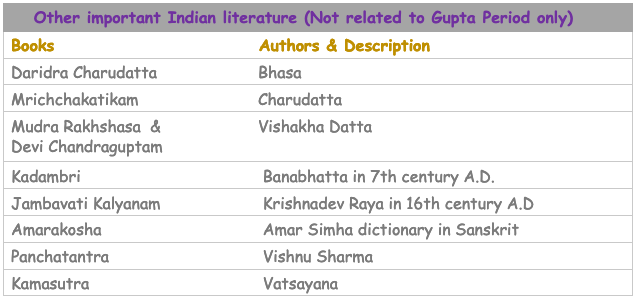 Other important Indian literature (Not related to Gupta Period only)
Books Authors & Description
Daridra Charudatta Bhasa
Mrichchakatikam Charudatta
Mudra Rakhshasa & Vishakha Datta
Devi Chandraguptam
Kadambri Banabhatta in 7th century A.D.
Jambavati Kalyanam Krishnadev Raya in 16th century A.D
Amarakosha Amar Simha dictionary in Sanskrit
Panchatantra Vishnu Sharma
Kamasutra Vatsayana